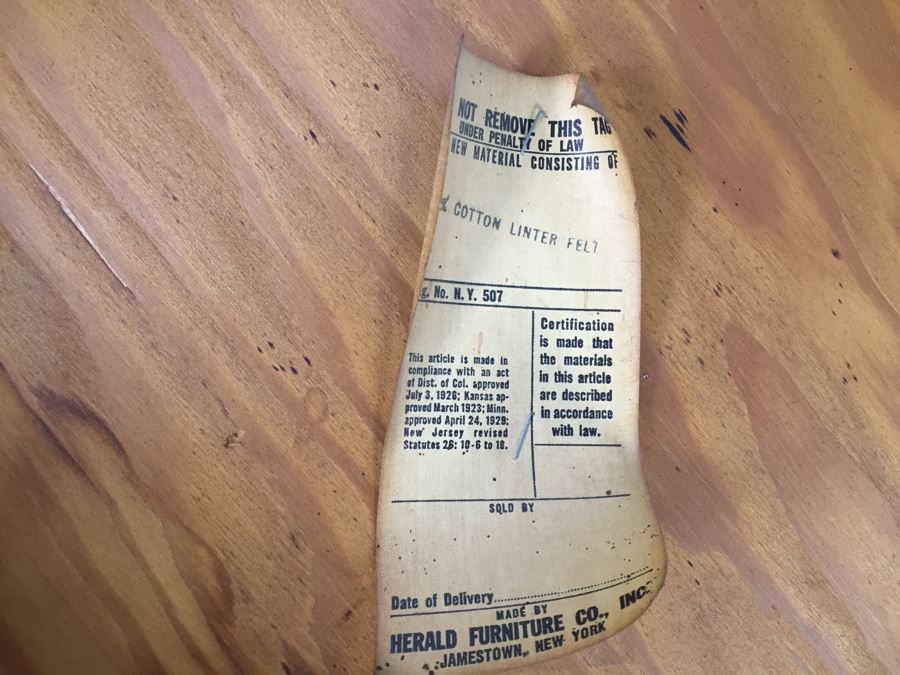 NOT REMOVE THIS TAG
UNDER PENALTY OF LAW
NEW MATERIAL CONSISTING OF
% COTTON LINTER FELT
g. No. N.Y. 507
This article is made in
compliance with an act
of Dist. of Col. approved
July 3, 1926; Kansas ap-
proved March 1923; Minn.
approved April 24, 1929;
New Jersey revised
Statutes 26: 10-6 to 18.
Certification
is made that
the materials
in this article
are described
in accordance
with law.
SOLD BY
Date of Delivery
MADE BY
HERALD FURNITURE CO., INC.
JAMESTOWN, NEW YORK